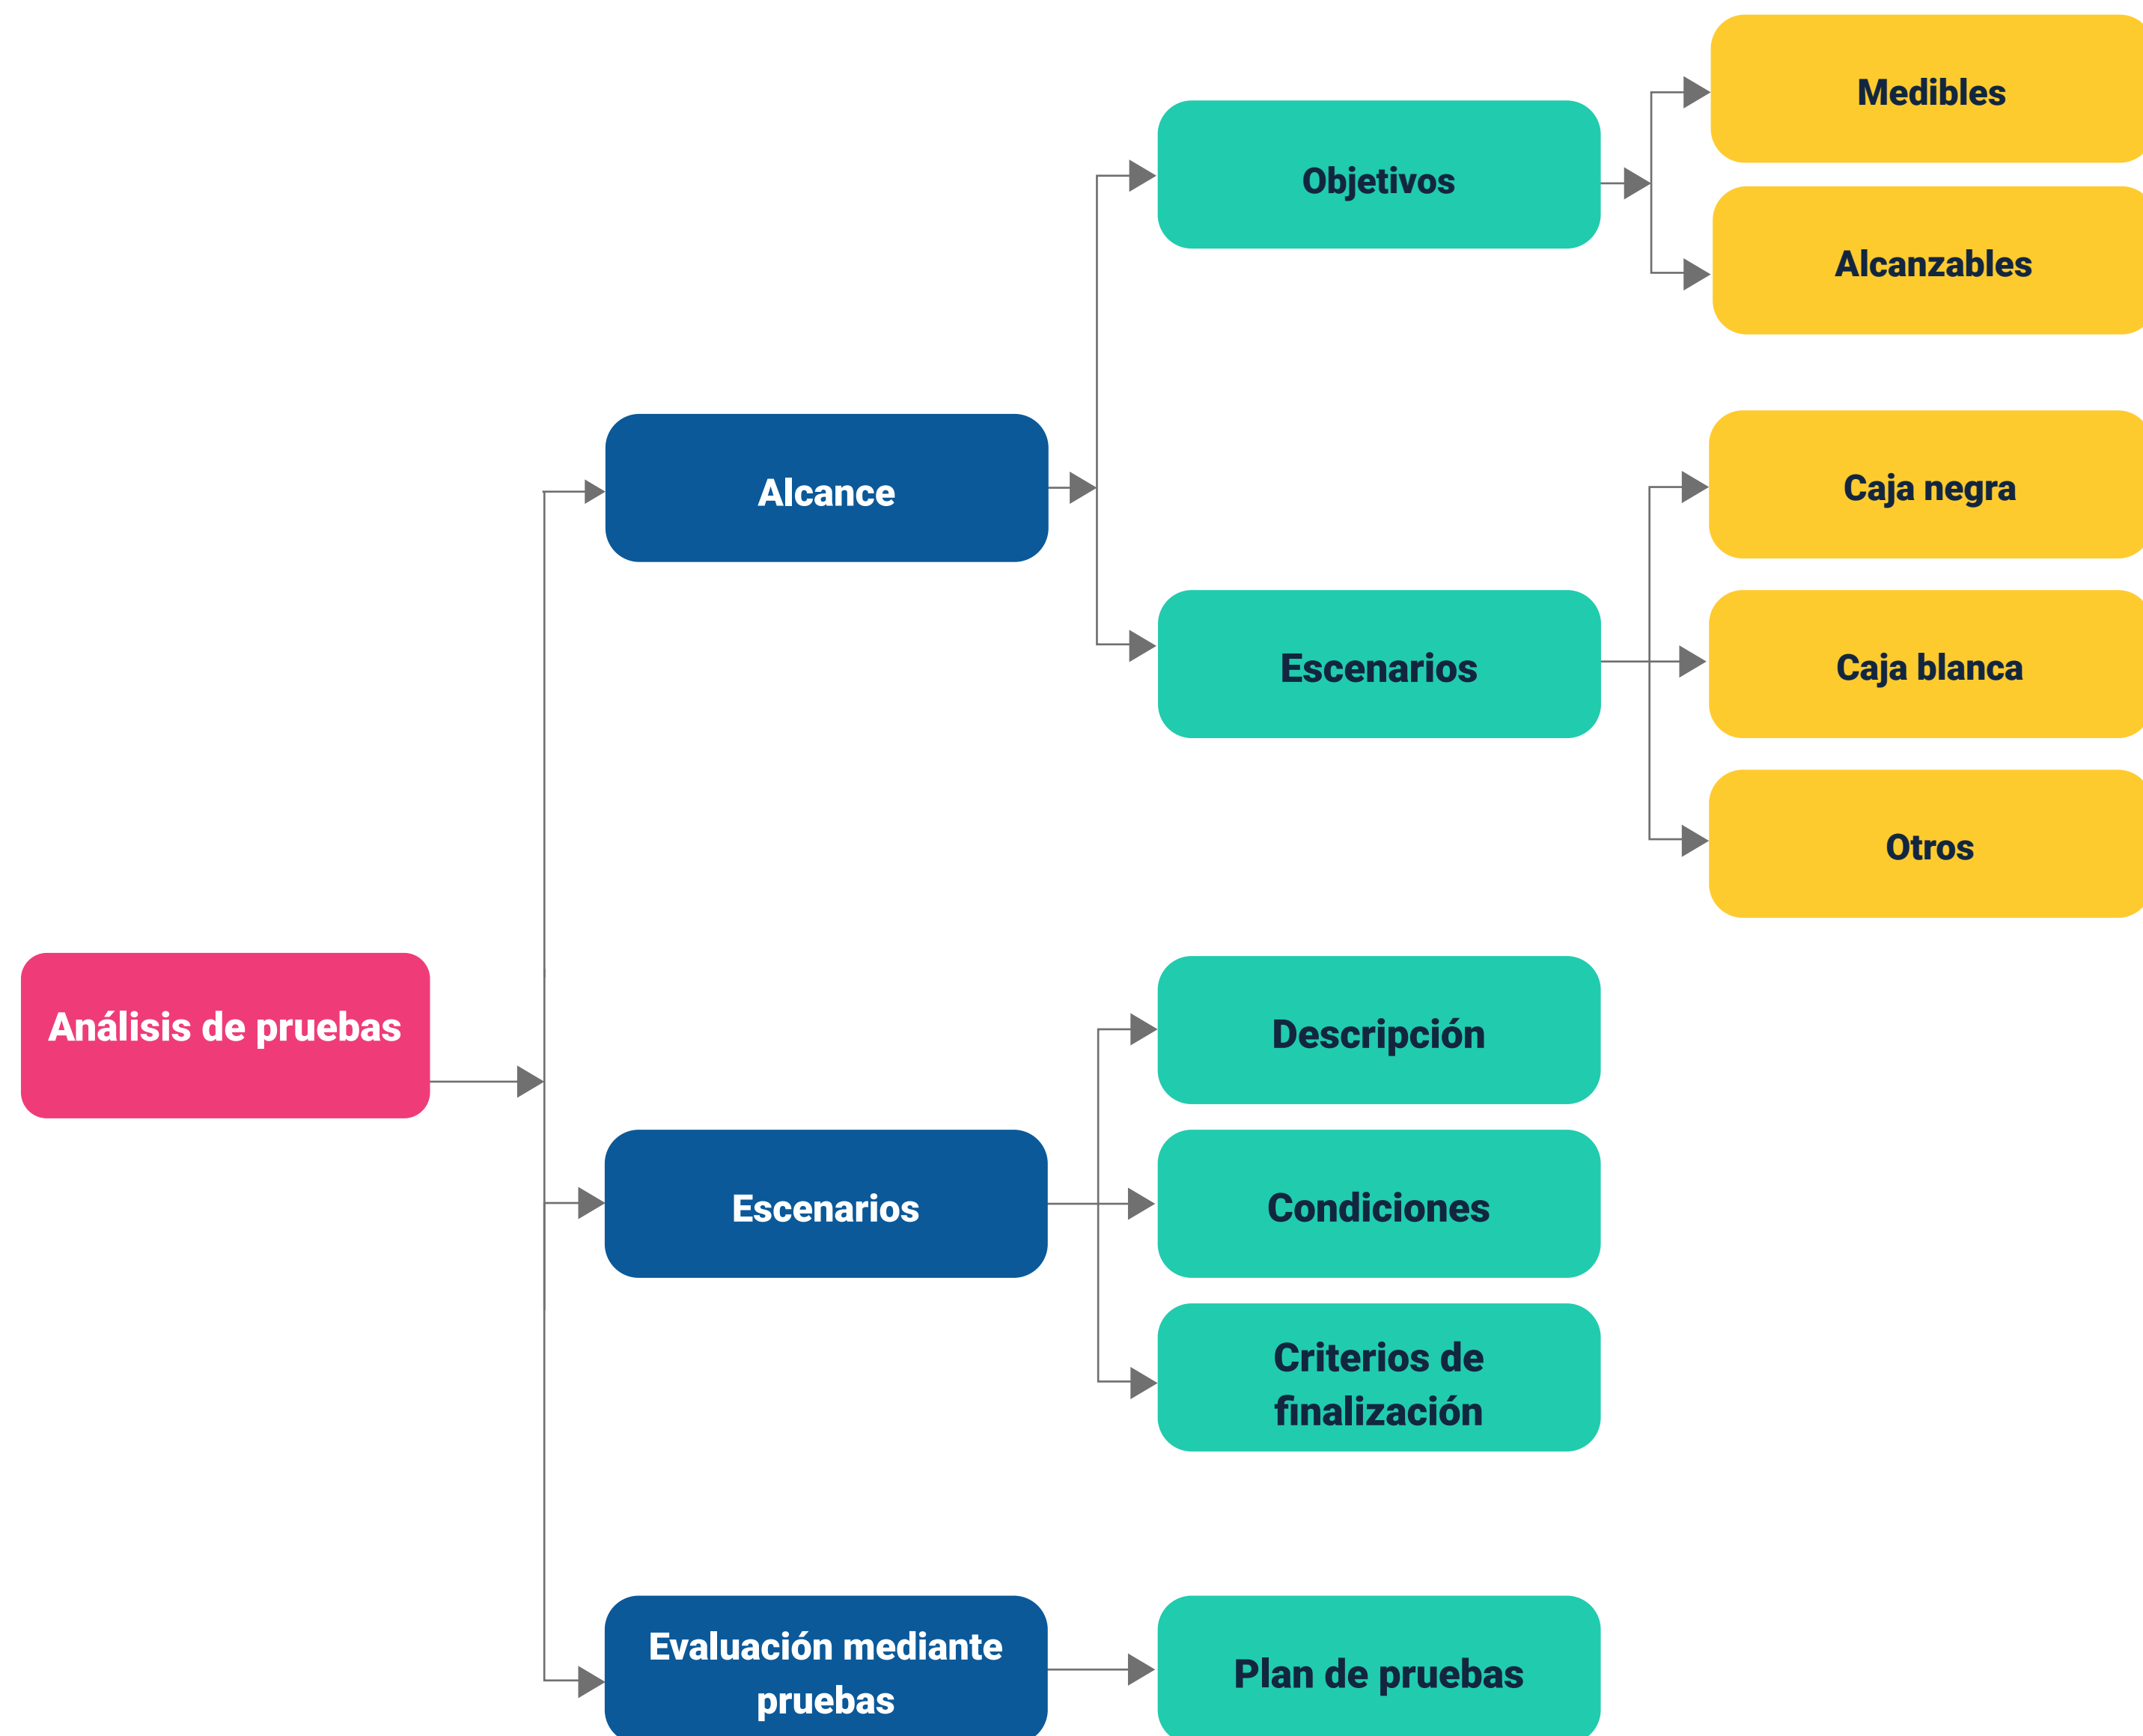 Medibles
Objetivos
Alcanzables
Alcance
Caja negra
Escenarios
Caja blanca
Otros
Análisis de pruebas
Descripción
Escenarios
Condiciones
Criterios de
finalización
Evaluación mediante
pruebas
Plan de pruebas